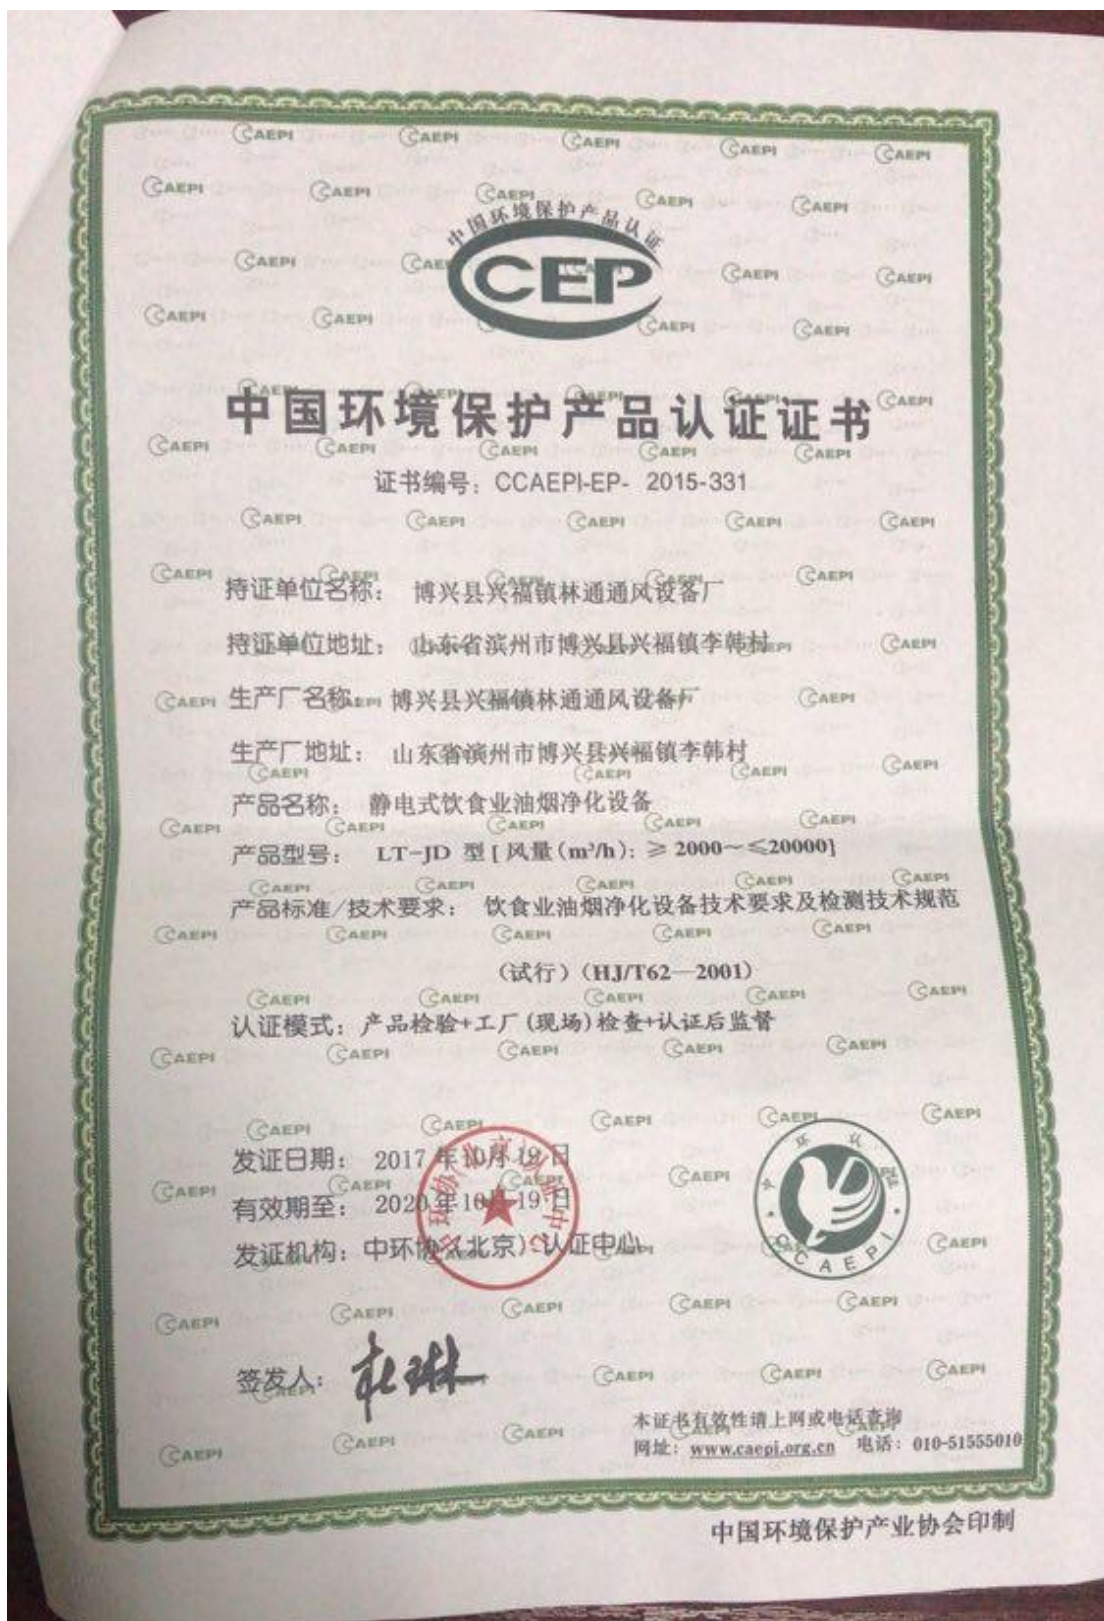 中国环境保护产品认证
CEP
中国环境保护产品认证证书
证书编号：CCAEPI-EP- 2015-331
持证单位名称： 博兴县兴福镇林通通风设备厂
持证单位地址： 山东省滨州市博兴县兴福镇李韩村
生产厂名称： 博兴县兴福镇林通通风设备厂
生产厂地址： 山东省滨州市博兴县兴福镇李韩村
产品名称： 静电式饮食业油烟净化设备
产品型号： LT-JD 型[风量(m³/h)：≥2000～≤20000]
产品标准/技术要求： 饮食业油烟净化设备技术要求及检测技术规范
（试行）（HJ/T62—2001）
认证模式：产品检验+工厂(现场)检查+认证后监督
发证日期： 2017年10月19日
有效期至： 2020年10月19日
发证机构：中环协（北京）认证中心
中环认证
CCAEPI
签发人：杜琳
本证书有效性请上网或电话查询
网址：www.caepi.org.cn 电话：010-51555010
中国环境保护产业协会印制